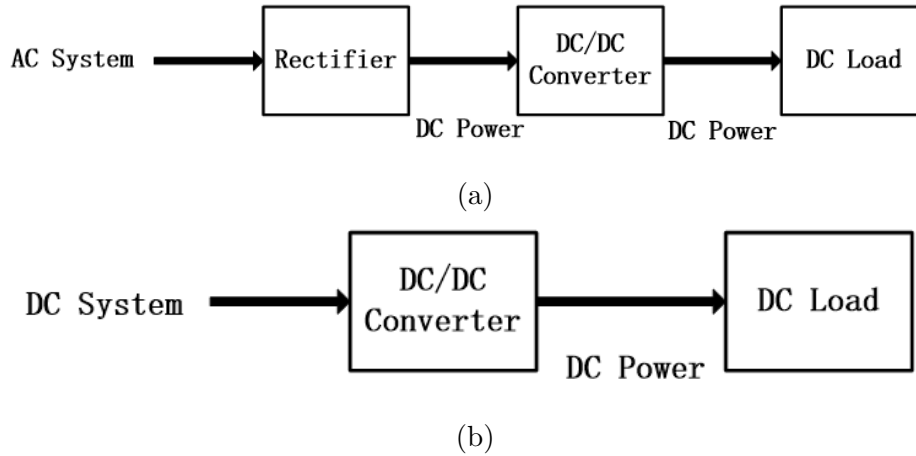 AC System
Rectifier
DC Power
DC/DC
Converter
DC Power
DC Load
(a)
DC System
DC/DC
Converter
DC Power
DC Load
(b)